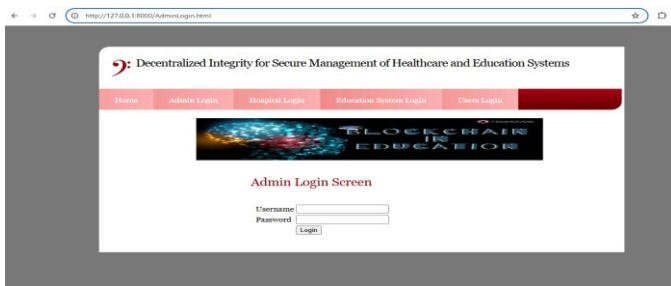 http://127.0.0.1:8000/AdminLogin.html
Decentralized Integrity for Secure Management of Healthcare and Education Systems
Home Admin Login Hospital Login Education System Login Users Login
BLOCKCHAIN
IN
EDUCATION
Admin Login Screen
Username
Password
Login